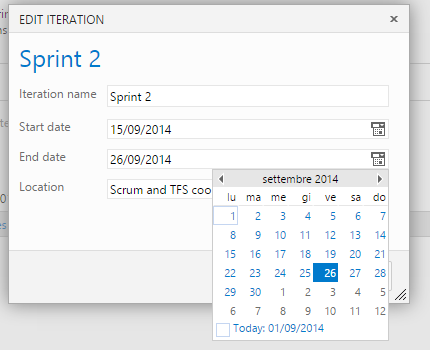 EDIT ITERATION
Sprint 2
Iteration name Sprint 2
Start date 15/09/2014
End date 26/09/2014
Location Scrum and TFS coo
settembre 2014
lu ma me gi ve sa do
1 2 3 4 5 6 7
8 9 10 11 12 13 14
15 16 17 18 19 20 21
22 23 24 25 26 27 28
29 30 1 2 3 4 5
6 7 8 9 10 11 12
Today: 01/09/2014